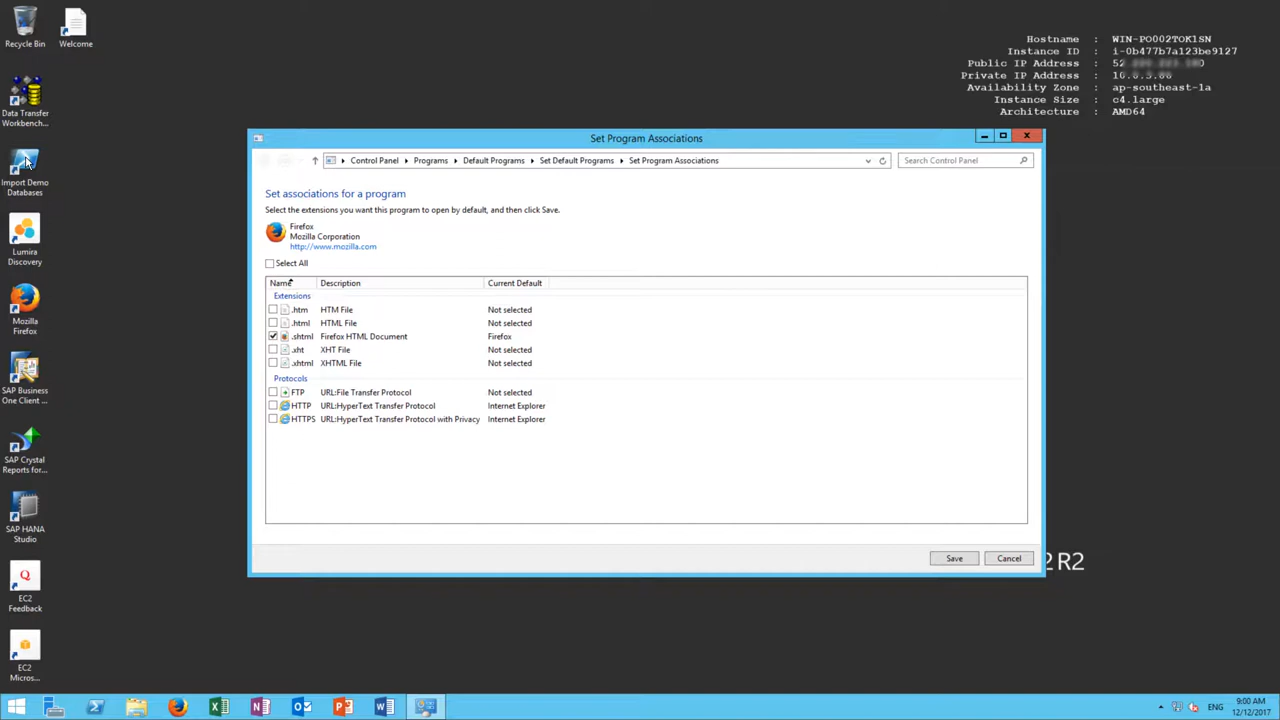 Recycle Bin
Welcome
Data Transfer
Workbench...
Import Demo
Databases
Lumira
Discovery
Mozilla
Firefox
SAP Business
One Client ...
SAP Crystal
Reports for...
SAP HANA
Studio
EC2
Feedback
EC2
Micros...
Hostname : WIN-PO002TOK1SN
Instance ID : i-0b477b7a123be9127
Public IP Address : 52
Private IP Address :
Availability Zone : ap-southeast-1a
Instance Size : c4.large
Architecture : AMD64
Set Program Associations
Control Panel Programs Default Programs Set Default Programs Set Program Associations
Search Control Panel
Set associations for a program
Select the extensions you want this program to open by default, and then click Save.
Firefox
Mozilla Corporation
http://www.mozilla.com
Select All
Name Description Current Default
Extensions
.htm HTM File Not selected
.html HTML File Not selected
.shtml Firefox HTML Document Firefox
.xht XHT File Not selected
.xhtml XHTML File Not selected
Protocols
FTP URL:File Transfer Protocol Not selected
HTTP URL:HyperText Transfer Protocol Internet Explorer
HTTPS URL:HyperText Transfer Protocol with Privacy Internet Explorer
Save Cancel
2 R2
ENG
9:00 AM
12/12/2017